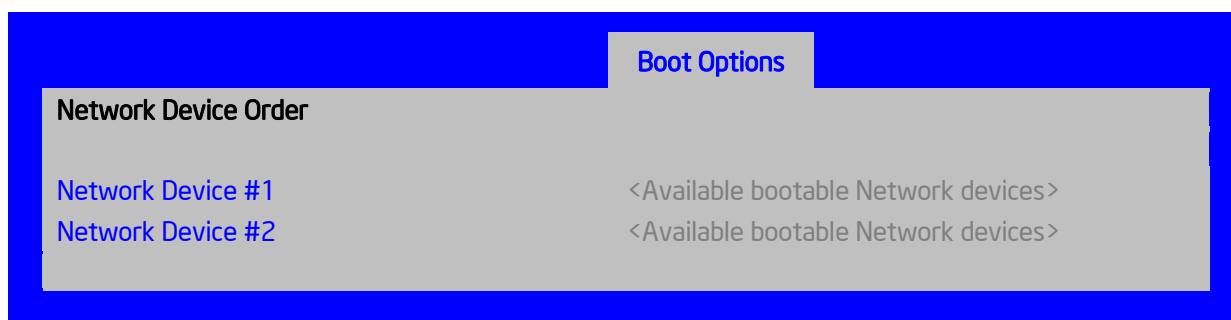 Boot Options
Network Device Order
Network Device #1 <Available bootable Network devices>
Network Device #2 <Available bootable Network devices>